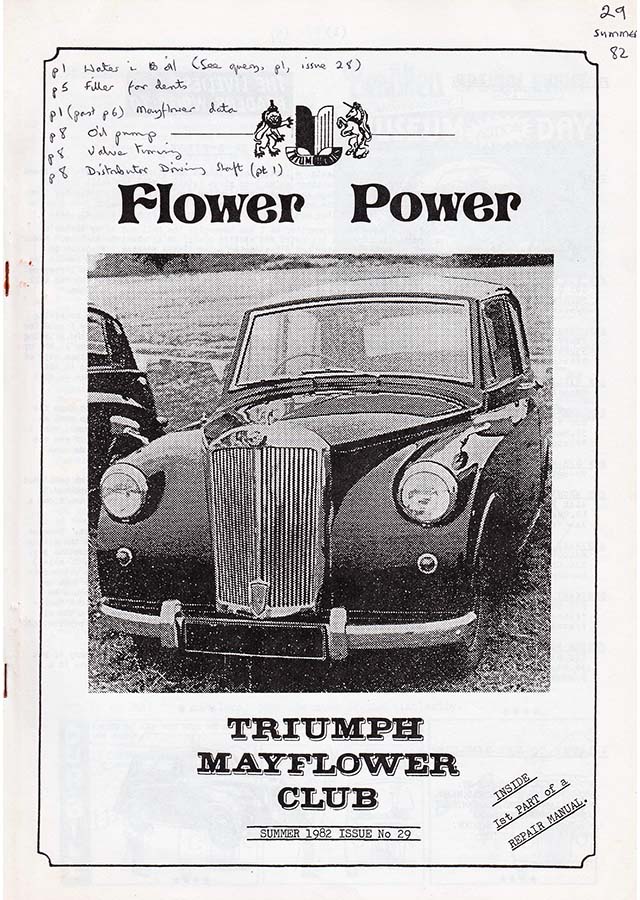 29
SUMMER
82
p1 Water in B oil (See query, p1, issue 28)
p5 Filler for dents
p1 (past p6) Mayflower data
p8 Oil pump
p8 Valve timing
p8 Distributor Driving Shaft (pt 1)
TRIUMPH
Flower Power
TRIUMPH
MAYFLOWER
CLUB
SUMMER 1982 ISSUE No 29
INSIDE
1st PART of a
REPAIR MANUAL.